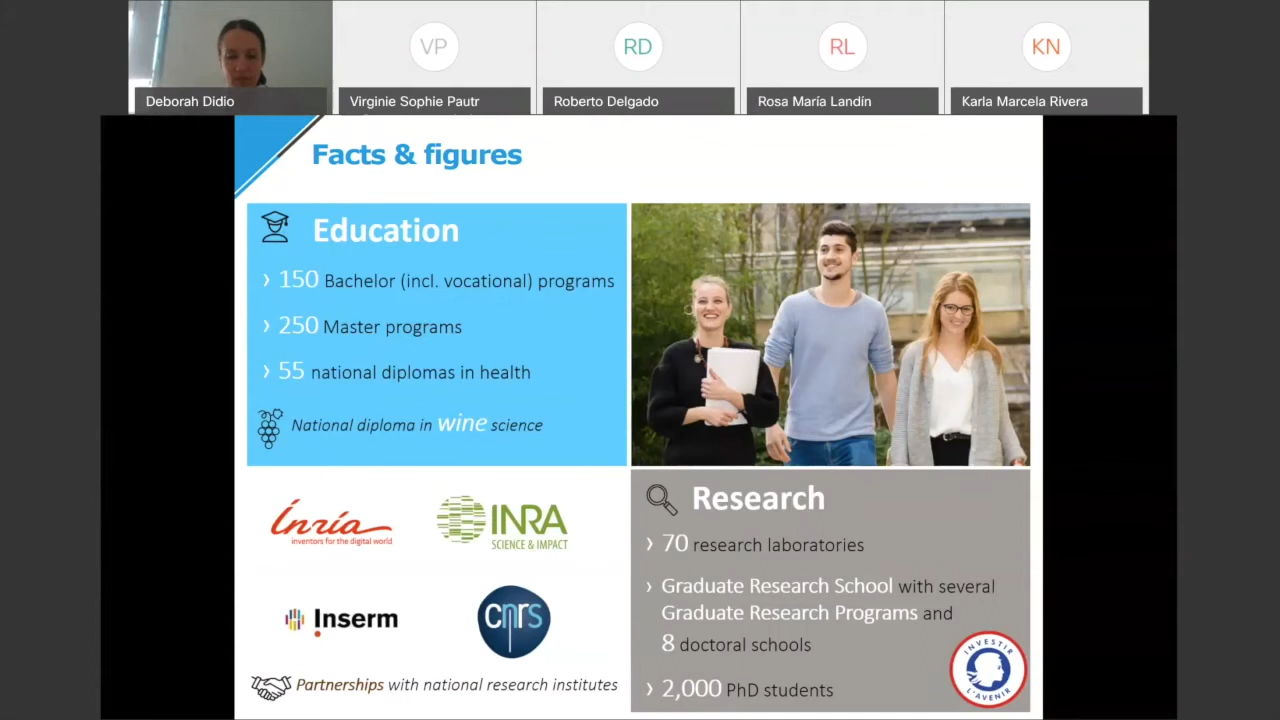 VP
RD
RL
KN
Deborah Didio
Virginie Sophie Pautr
Roberto Delgado
Rosa María Landín
Karla Marcela Rivera
Facts & figures
Education
› 150 Bachelor (incl. vocational) programs
› 250 Master programs
› 55 national diplomas in health
National diploma in wine science
Inria
inventors for the digital world
INRA
SCIENCE & IMPACT
Inserm
cnrs
Partnerships with national research institutes
Research
› 70 research laboratories
› Graduate Research School with several
Graduate Research Programs and
8 doctoral schools
› 2,000 PhD students
INVESTIR
L'AVENIR